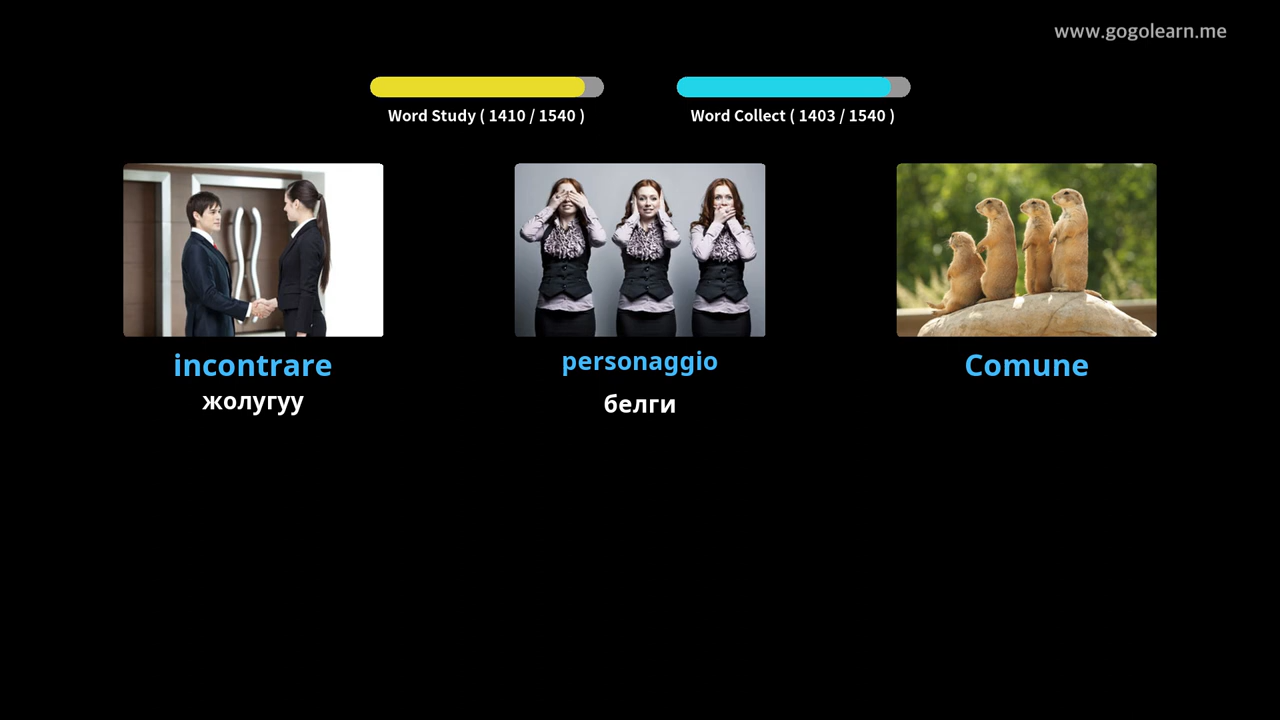 www.gogolearn.me
Word Study ( 1410 / 1540 )
Word Collect ( 1403 / 1540 )
incontrare
жолугуу
personaggio
белги
Comune